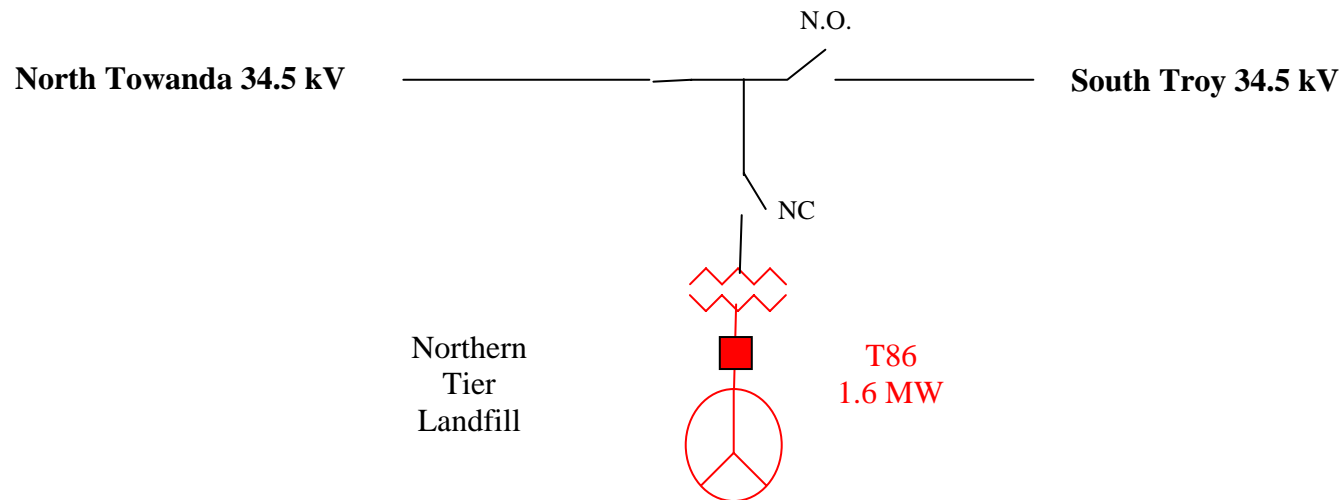 N.O.
North Towanda 34.5 kV
South Troy 34.5 kV
NC
Northern
Tier
Landfill
T86
1.6 MW